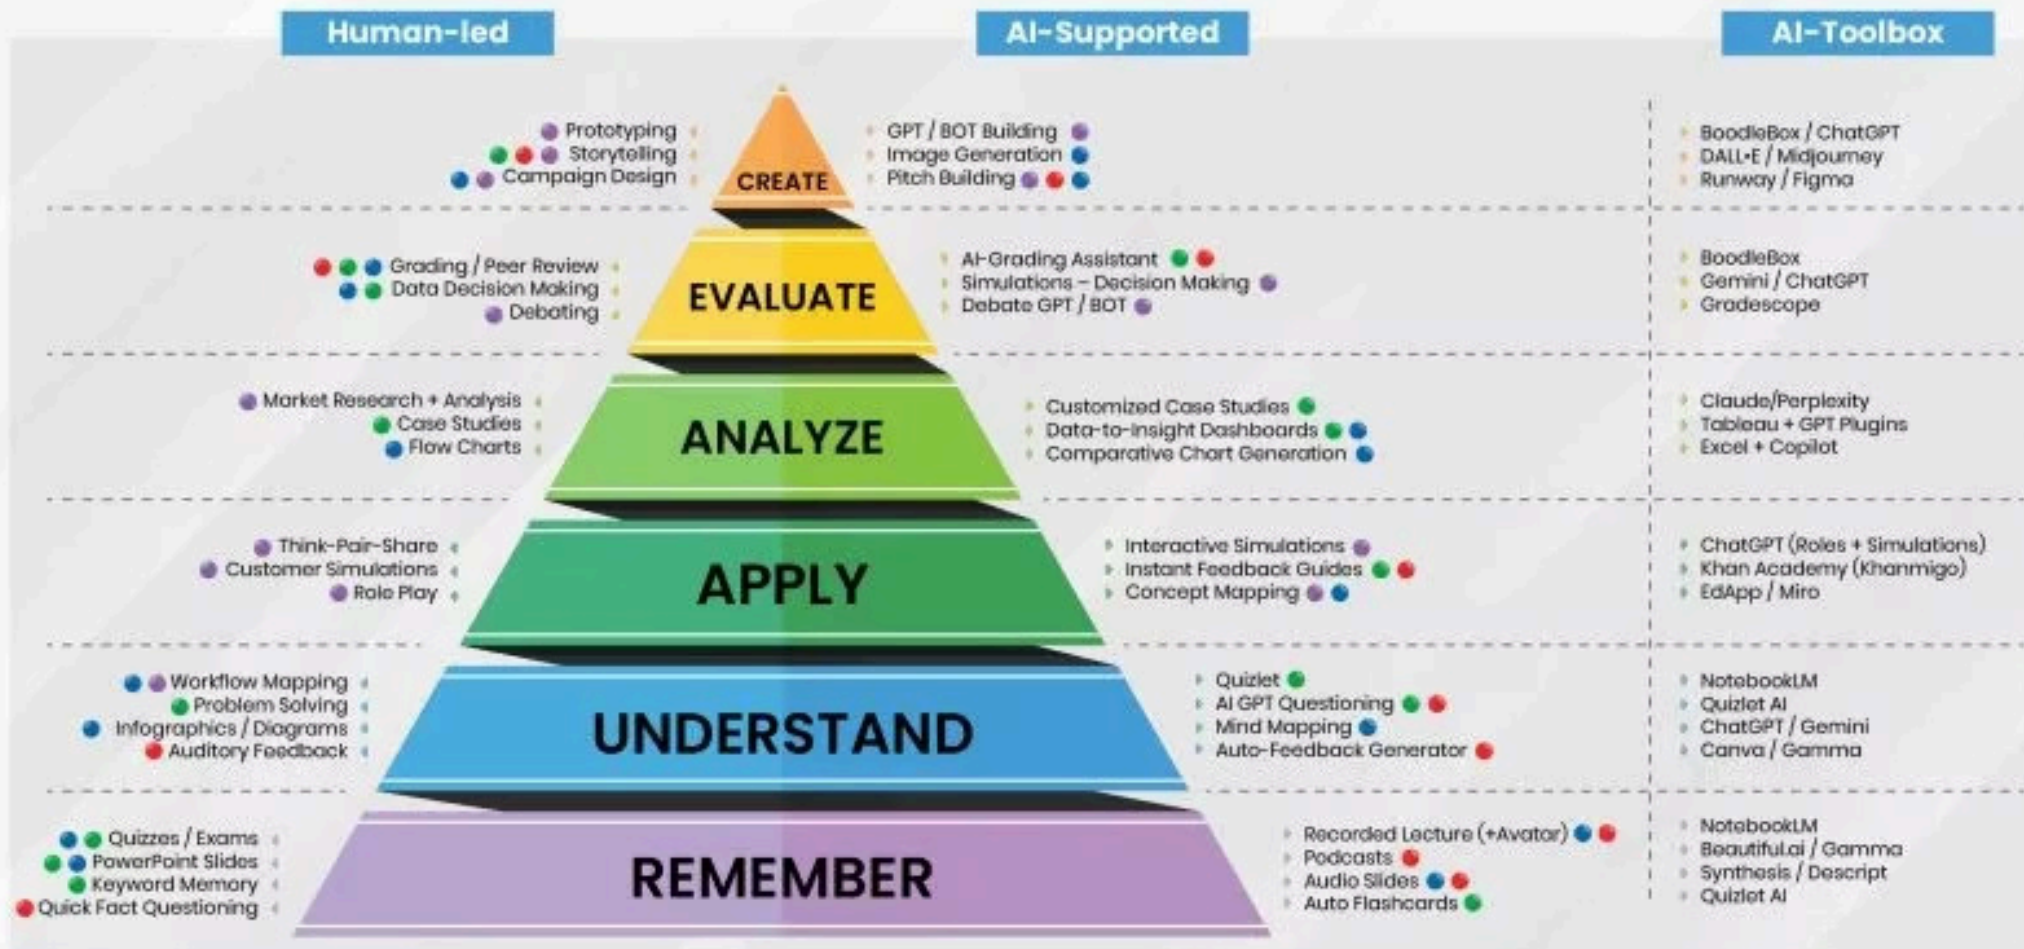 Human-led
AI-Supported
AI-Toolbox
Prototyping
Storytelling
Campaign Design
CREATE
GPT / BOT Building
Image Generation
Pitch Building
BoodleBox / ChatGPT
DALL•E / Midjourney
Runway / Figma
Grading / Peer Review
Data Decision Making
Debating
EVALUATE
AI-Grading Assistant
Simulations – Decision Making
Debate GPT / BOT
BoodleBox
Gemini / ChatGPT
Gradescope
Market Research + Analysis
Case Studies
Flow Charts
ANALYZE
Customized Case Studies
Data-to-Insight Dashboards
Comparative Chart Generation
Claude/Perplexity
Tableau + GPT Plugins
Excel + Copilot
Think-Pair-Share
Customer Simulations
Role Play
APPLY
Interactive Simulations
Instant Feedback Guides
Concept Mapping
ChatGPT (Roles + Simulations)
Khan Academy (Khanmigo)
EdApp / Miro
Workflow Mapping
Problem Solving
Infographics / Diagrams
Auditory Feedback
UNDERSTAND
Quizlet
AI GPT Questioning
Mind Mapping
Auto-Feedback Generator
NotebookLM
Quizlet AI
ChatGPT / Gemini
Canva / Gamma
Quizzes / Exams
PowerPoint Slides
Keyword Memory
Quick Fact Questioning
REMEMBER
Recorded Lecture (+Avatar)
Podcasts
Audio Slides
Auto Flashcards
NotebookLM
Beautiful.ai / Gamma
Synthesis / Descript
Quizlet AI